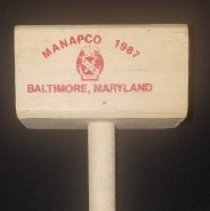 MANAPCO 1987
BALTIMORE, MARYLAND